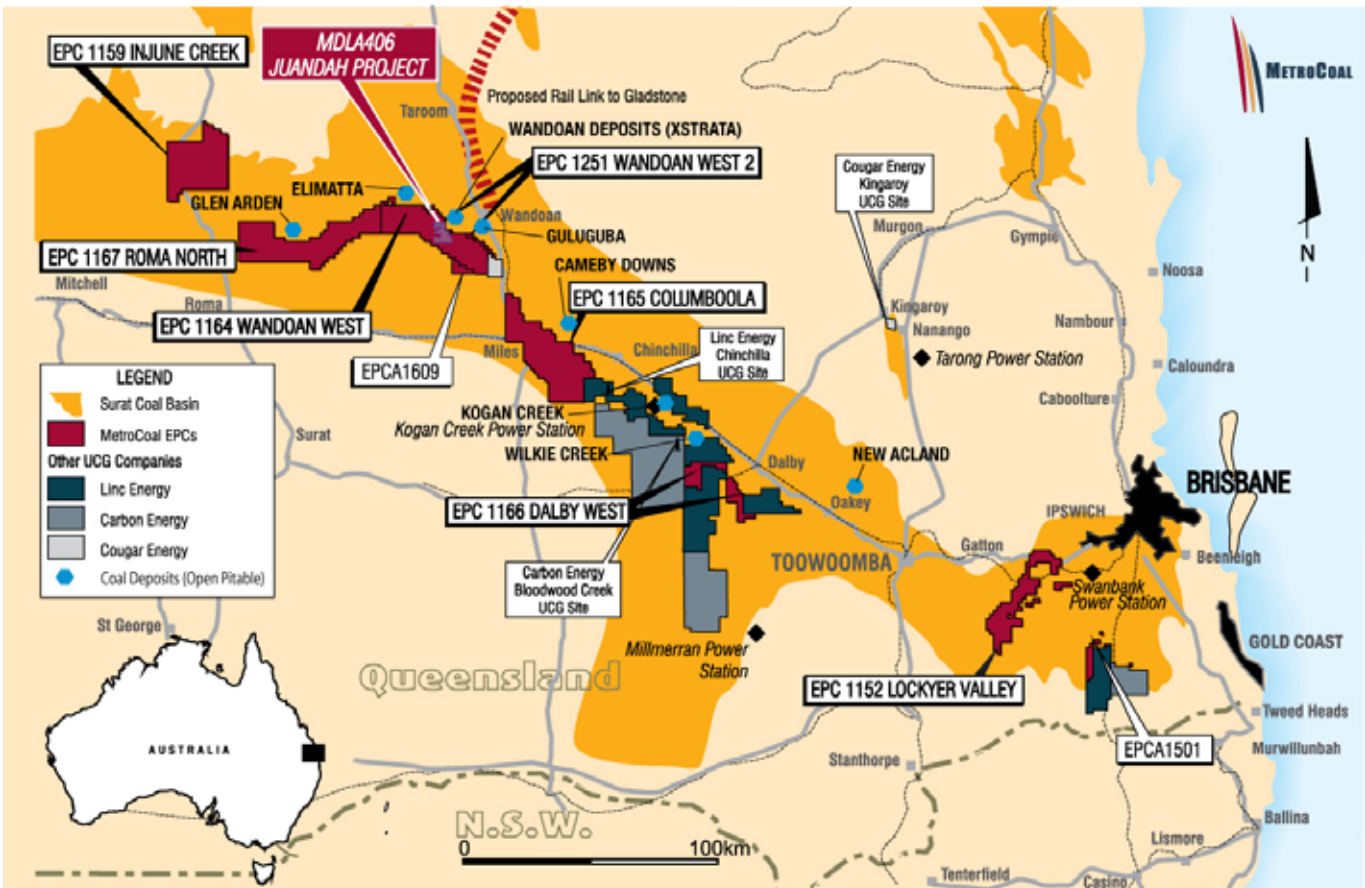 EPC 1159 INJUNE CREEK
MDLA406
JUANDAH PROJECT
METROCOAL
Taroom
Proposed Rail Link to Gladstone
WANDOAN DEPOSITS (XSTRATA)
EPC 1251 WANDOAN WEST 2
Cougar Energy
Kingaroy
UCG Site
ELIMATTA
GLEN ARDEN
Wandoan
GULUGUBA
Murgon
Gympie
N
EPC 1167 ROMA NORTH
CAMEBY DOWNS
Noosa
Mitchell
Roma
EPC 1165 COLUMBOOLA
Kingaroy
Nanango
Nambour
EPC 1164 WANDOAN WEST
Miles
Chinchilla
Linc Energy
Chinchilla
UCG Site
Tarong Power Station
Caloundra
EPCA1609
Caboolture
LEGEND
Surat Coal Basin
MetroCoal EPCs
Other UCG Companies
Linc Energy
Carbon Energy
Cougar Energy
Coal Deposits (Open Pitable)
Surat
KOGAN CREEK
Kogan Creek Power Station
WILKIE CREEK
Dalby
NEW ACLAND
Oakey
BRISBANE
EPC 1166 DALBY WEST
IPSWICH
Gatton
Beenleigh
TOOWOOMBA
Carbon Energy
Bloodwood Creek
UCG Site
Swanbank
Power Station
St George
Millmerran Power
Station
GOLD COAST
Queensland
EPC 1152 LOCKYER VALLEY
Tweed Heads
AUSTRALIA
EPCA1501
Murwillunbah
Stanthorpe
N.S.W.
0 100km
Ballina
Lismore
Tenterfield
Casino